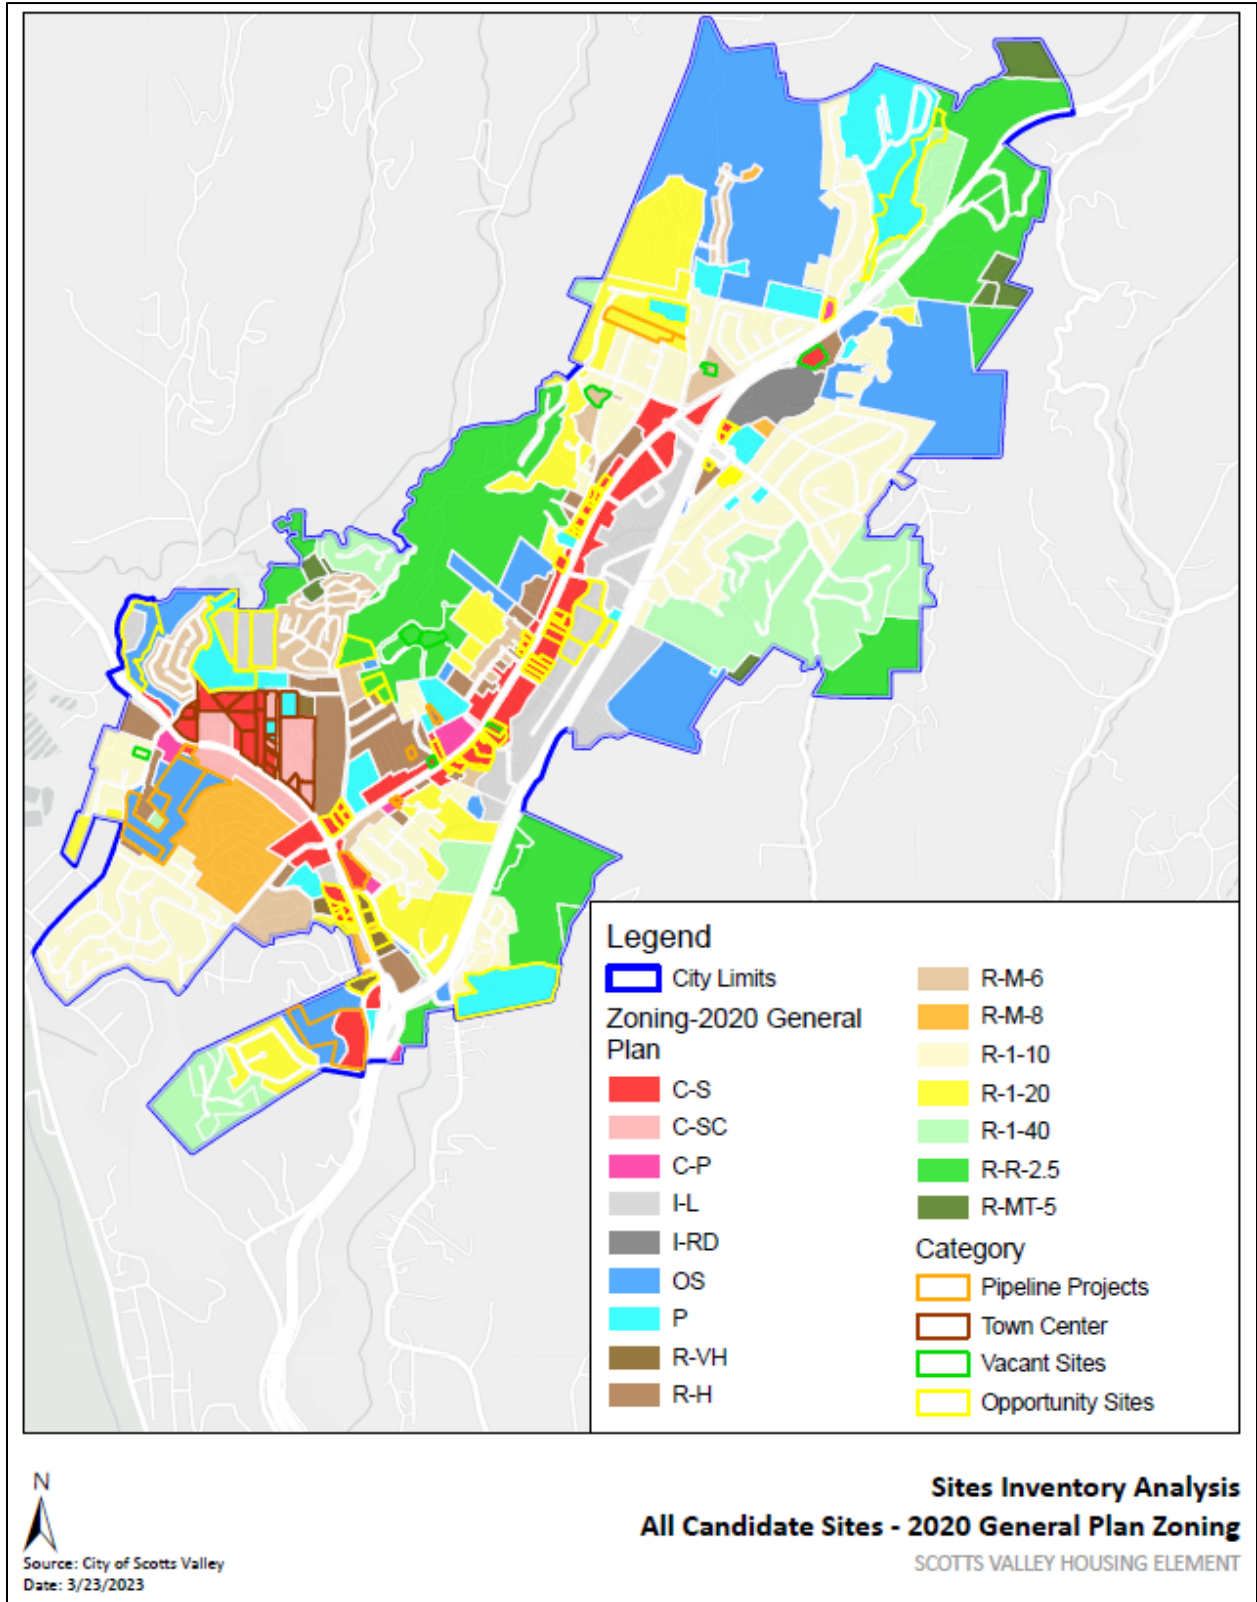 Legend
City Limits
Zoning-2020 General
Plan
C-S
C-SC
C-P
I-L
I-RD
OS
P
R-VH
R-H
R-M-6
R-M-8
R-1-10
R-1-20
R-1-40
R-R-2.5
R-MT-5
Category
Pipeline Projects
Town Center
Vacant Sites
Opportunity Sites
N
Source: City of Scotts Valley
Date: 3/23/2023
Sites Inventory Analysis
All Candidate Sites - 2020 General Plan Zoning
SCOTTS VALLEY HOUSING ELEMENT